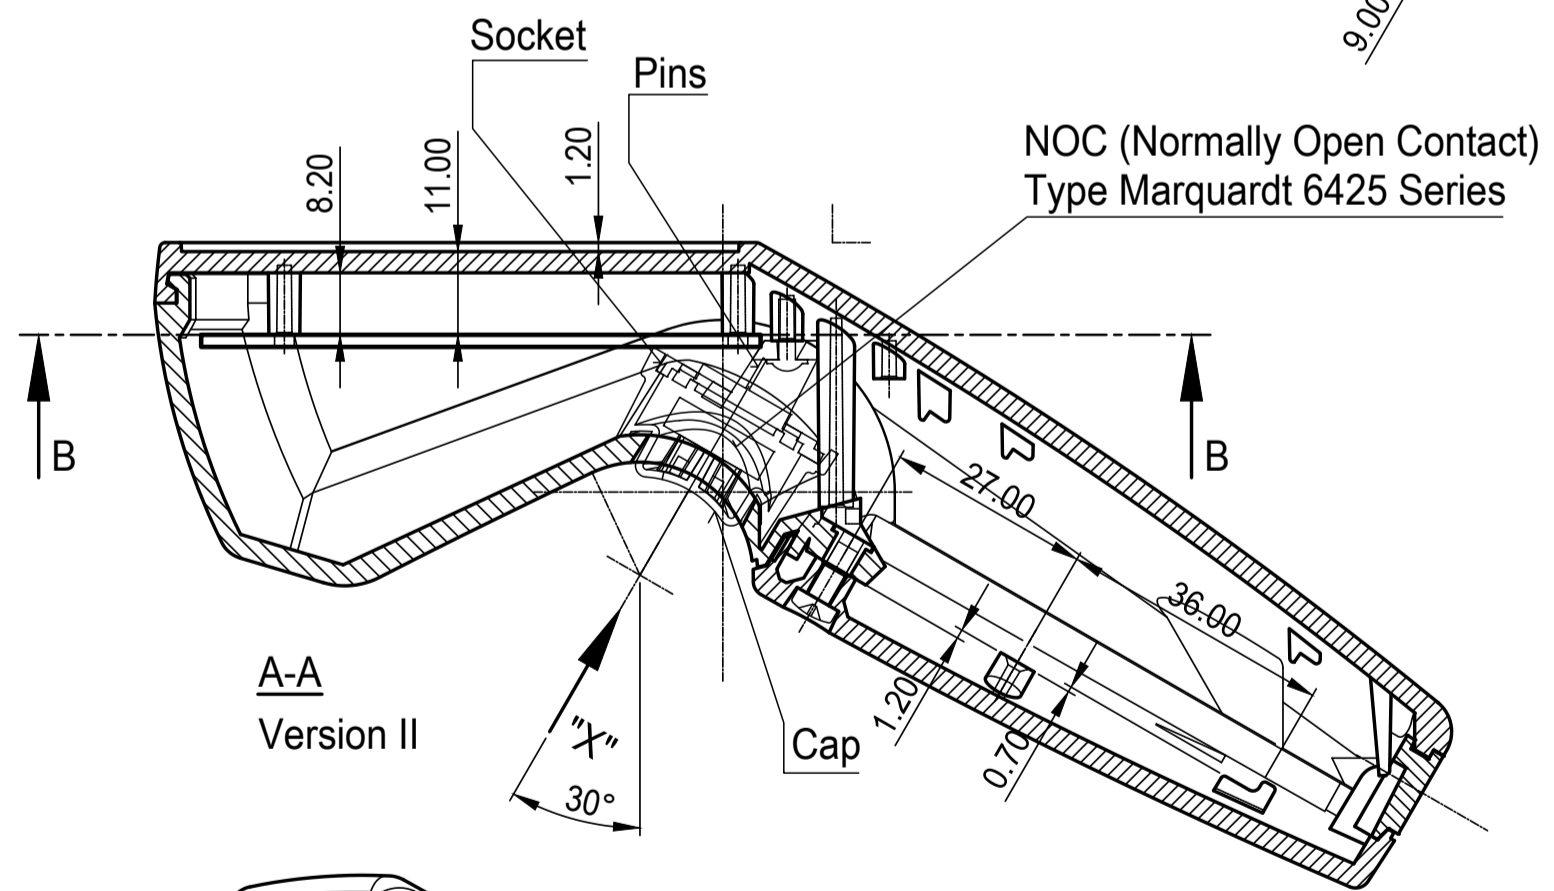 9.00
Socket
Pins
NOC (Normally Open Contact)
Type Marquardt 6425 Series
8.20
11.00
1.20
B
B
27.00
36.00
1.20
0.70
A-A
Version II
"X"
30°
Cap